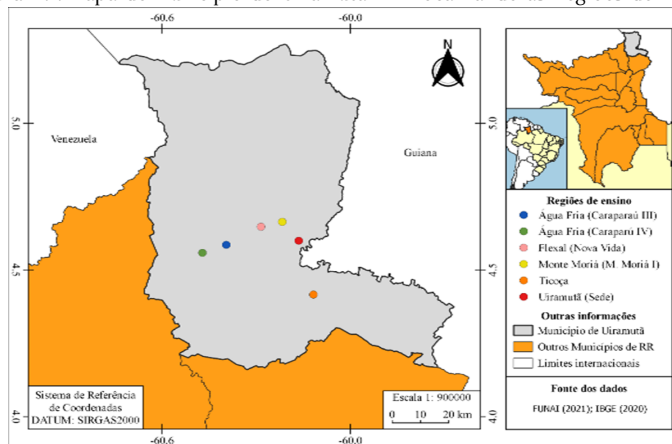 -60.6
-60.0
N
5.0
Venezuela
Guiana
5.0
4.5
4.5
4.0
4.0
Sistema de Referência
de Coordenadas
DATUM: SIRGAS2000
Escala 1: 900000
0 10 20 km
-60.6
-60.0
Regiões de ensino
Água Fria (Caraparaú III)
Água Fria (Caparú IV)
Flexal (Nova Vida)
Monte Moriá (M. Moriá I)
Ticoça
Uiramutã (Sede)
Outras informações
Município de Uiramutã
Outros Municípios de RR
Limites internacionais
Fonte dos dados
FUNAI (2021); IBGE (2020)